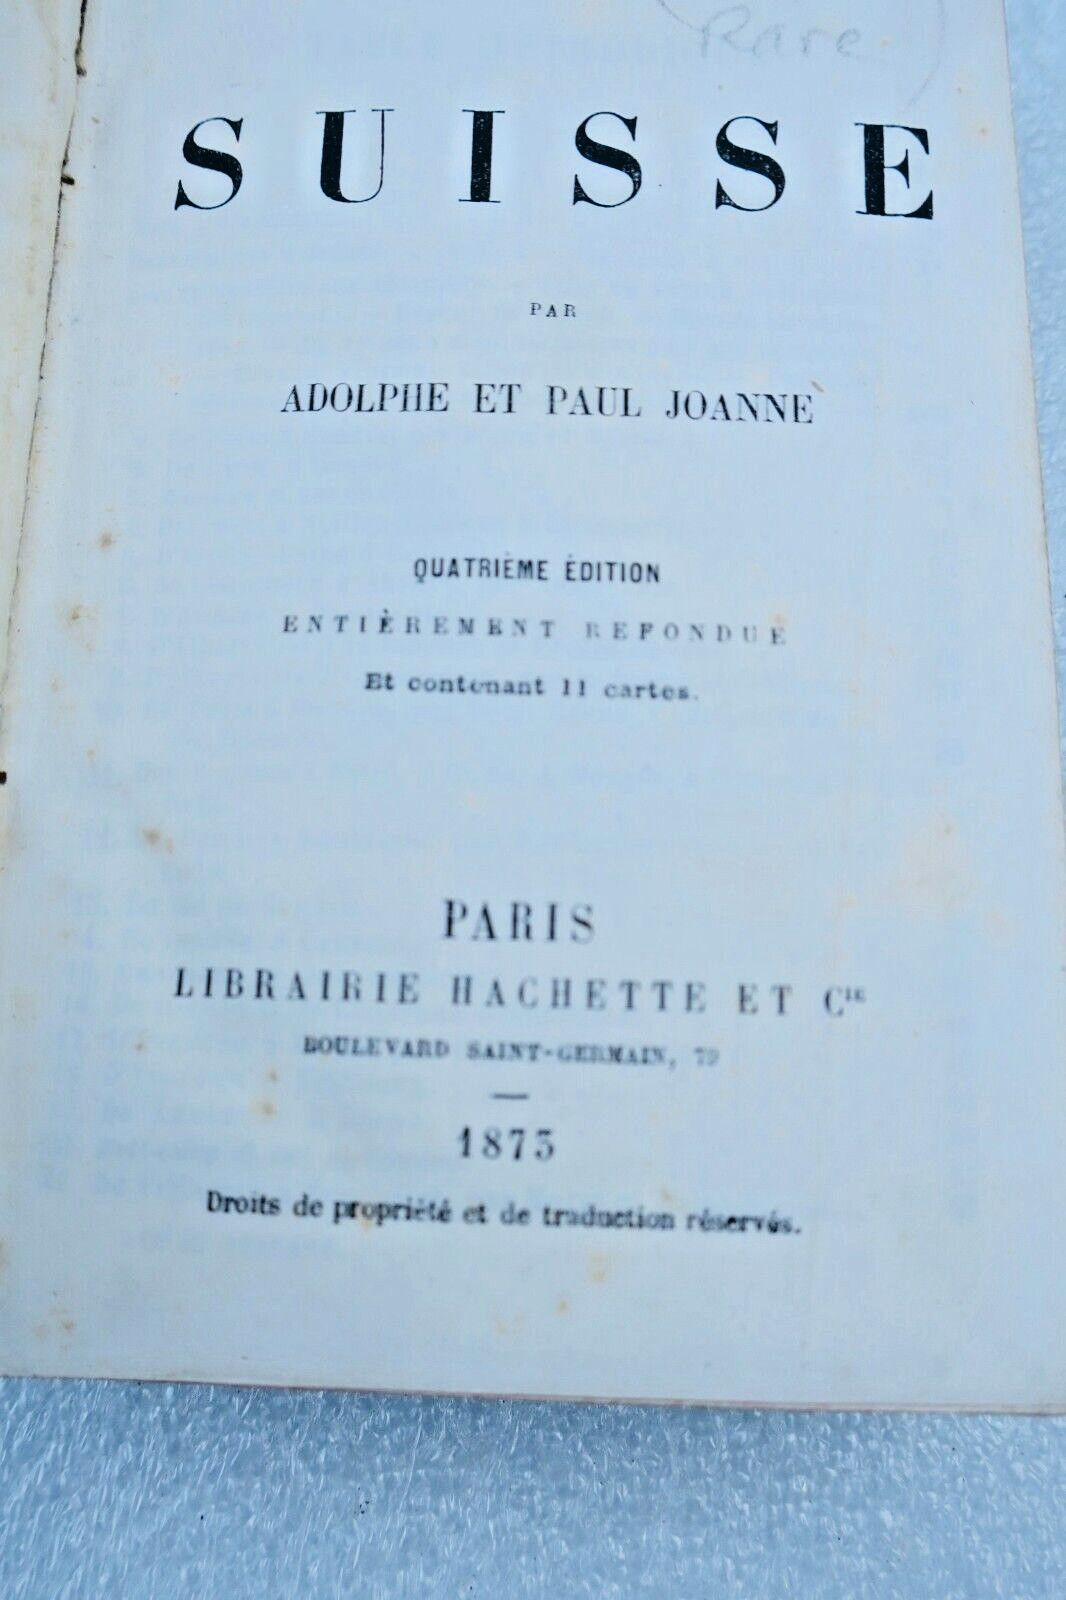 Rare
SUISSE
PAR
ADOLPHE ET PAUL JOANNE
QUATRIÈME ÉDITION
ENTIÈREMENT REFONDUE
Et contenant 11 cartes.
PARIS
LIBRAIRIE HACHETTE ET CIE
BOULEVARD SAINT-GERMAIN, 79
1873
Droits de propriété et de traduction réservés.